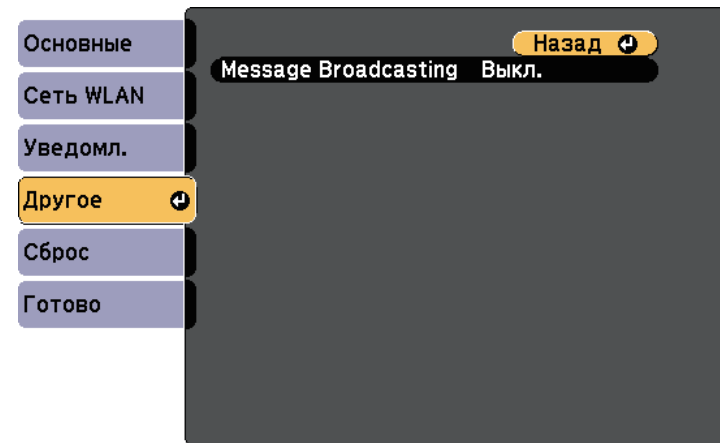 Основные
Сеть WLAN
Уведомл.
Другое
Сброс
Готово
Назад
Message Broadcasting Выкл.